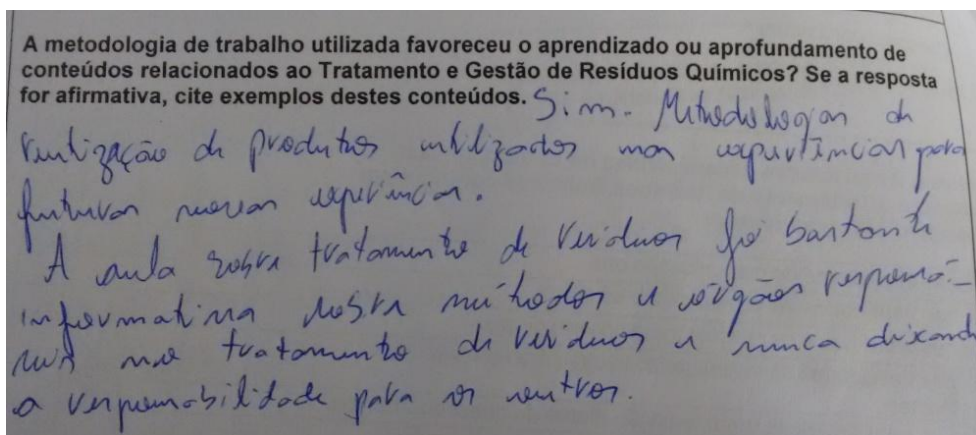 A metodologia de trabalho utilizada favoreceu o aprendizado ou aprofundamento de
conteúdos relacionados ao Tratamento e Gestão de Resíduos Químicos? Se a resposta
for afirmativa, cite exemplos destes conteúdos. Sim. Metodologias de
reutilização de produtos utilizados nas experiências para
futuras novas experiências.
A aula sobre tratamento de resíduos foi bastante
informativa sobre métodos e órgãos responsá-
veis no tratamento de resíduos e nunca deixando
a responsabilidade para os outros.